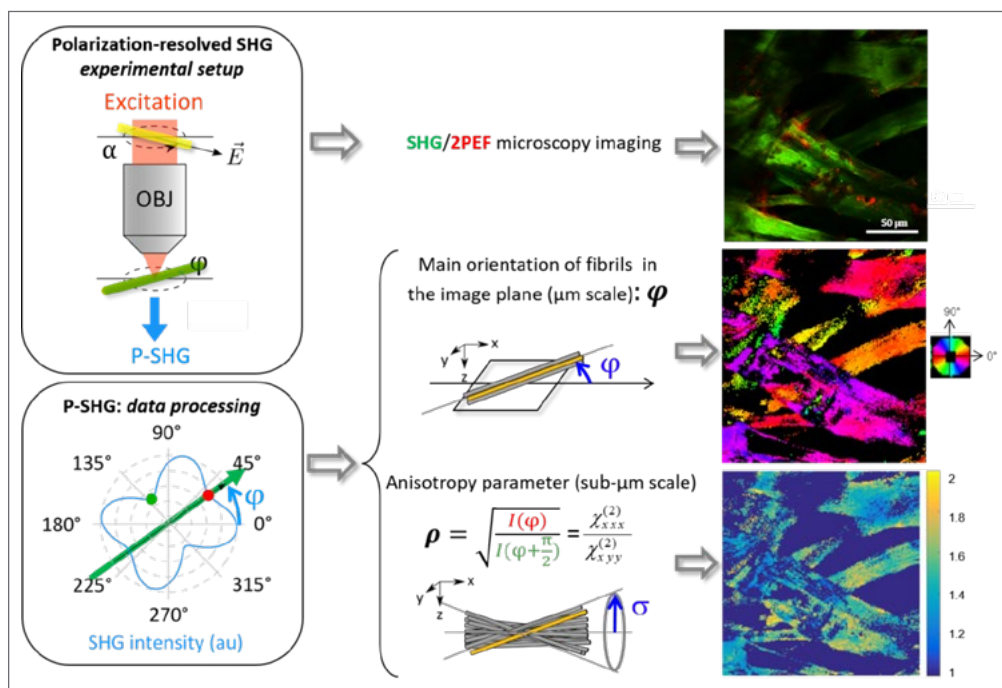 Polarization-resolved SHG
experimental setup
Excitation
α
E⃗
OBJ
φ
P-SHG
SHG/2PEF microscopy imaging
50 µm
Main orientation of fibrils in
the image plane (µm scale): φ
x
y
z
φ
90°
0°
P-SHG: data processing
90°
135°
45°
φ
180°
0°
225°
315°
270°
SHG intensity (au)
Anisotropy parameter (sub-µm scale)
ρ = √(I(φ)/I(φ+π/2)) = χ⁽²⁾xxx/χ⁽²⁾xyy
x
y
z
σ
2
1.8
1.6
1.4
1.2
1